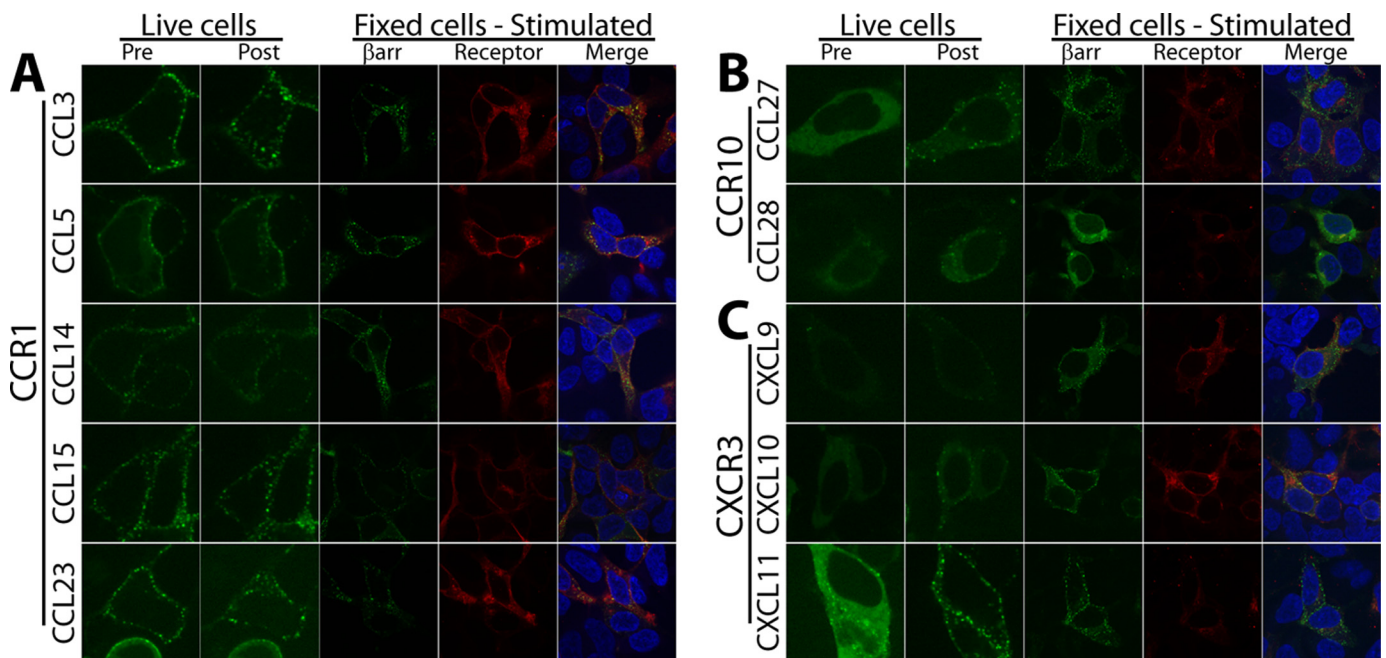 Live cells
Fixed cells - Stimulated
Pre
Post
βarr
Receptor
Merge
A
CCR1
CCL3
CCL5
CCL14
CCL15
CCL23
Live cells
Fixed cells - Stimulated
Pre
Post
βarr
Receptor
Merge
B
CCR10
CCL27
CCL28
C
CXCR3
CXCL9
CXCL10
CXCL11